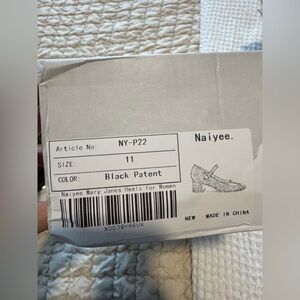 Article No: NY-P22
Naiyee.
SIZE: 11
COLOR: Black Patent
Naiyee Mary Janes Heels for Women
NEW MADE IN CHINA